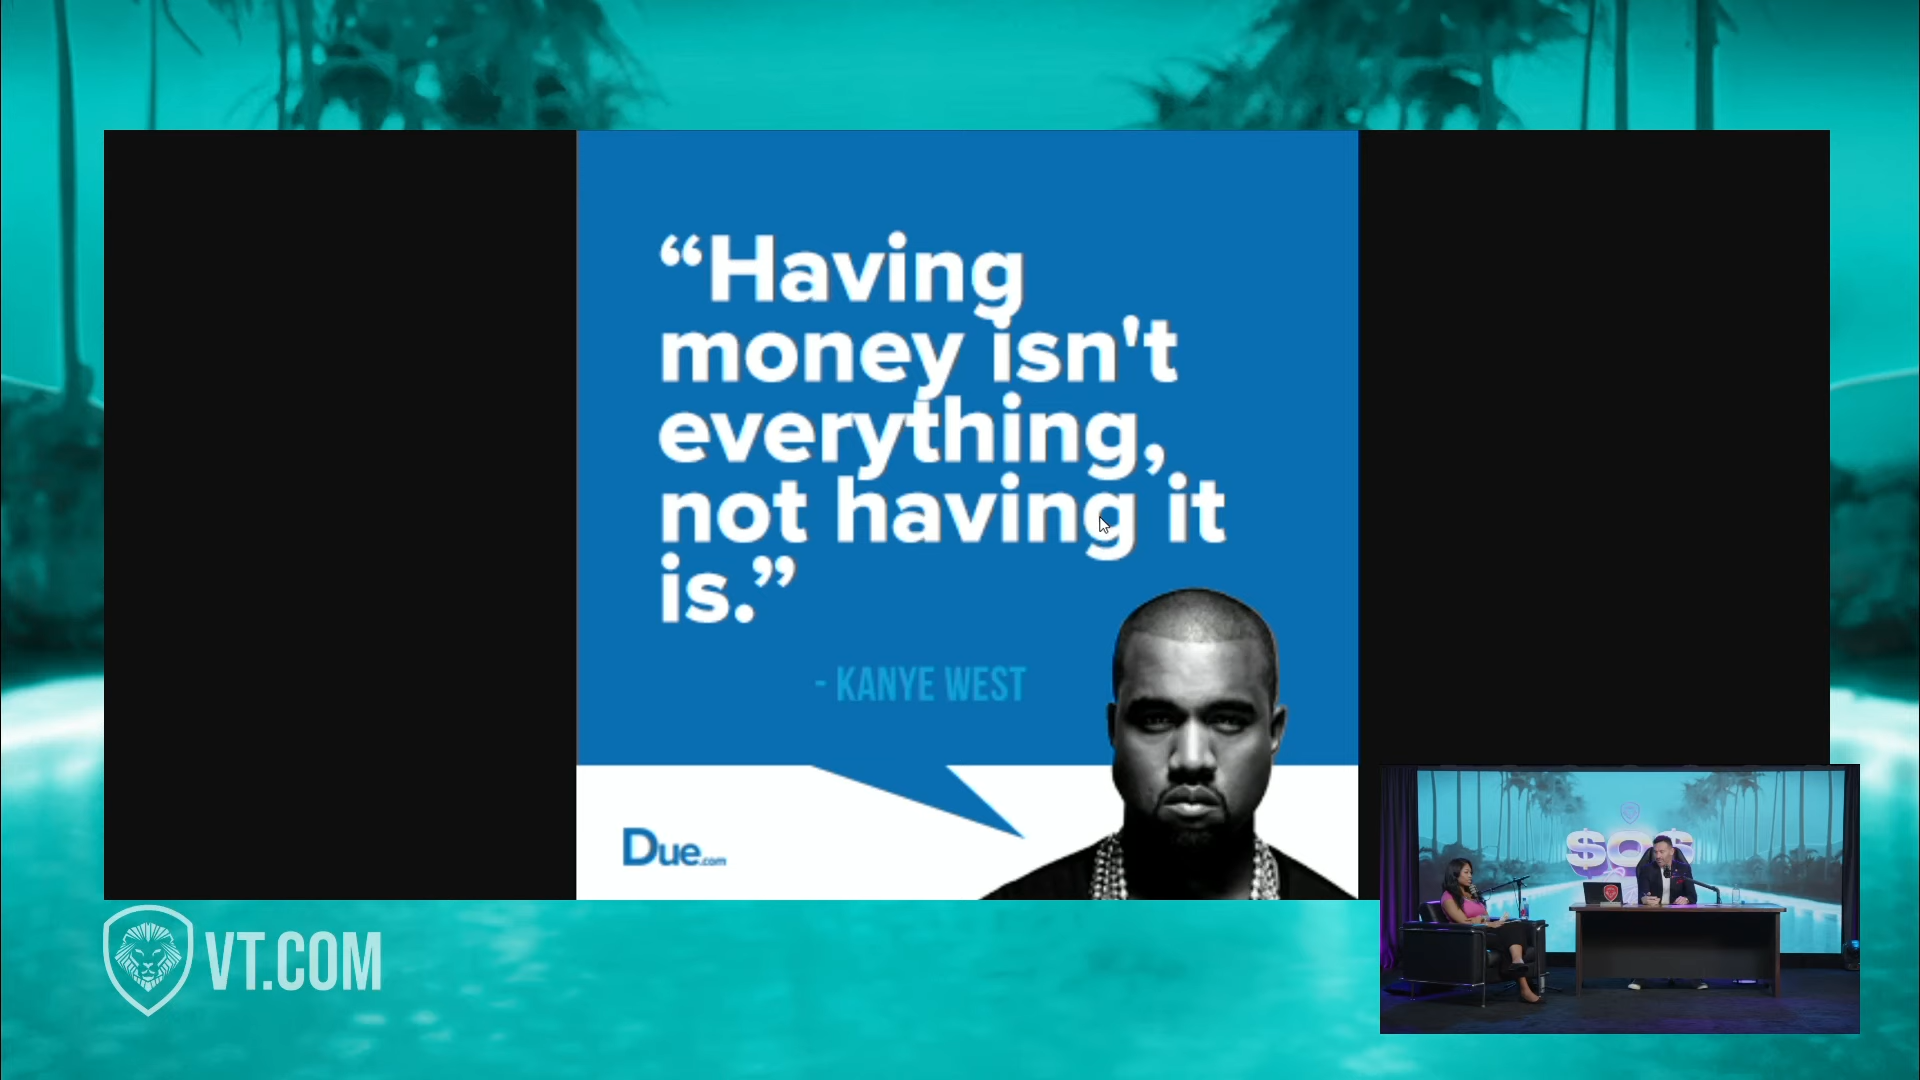 “Having
money isn't
everything,
not having it
is.”
- KANYE WEST
Due.com
VT.COM
$O$